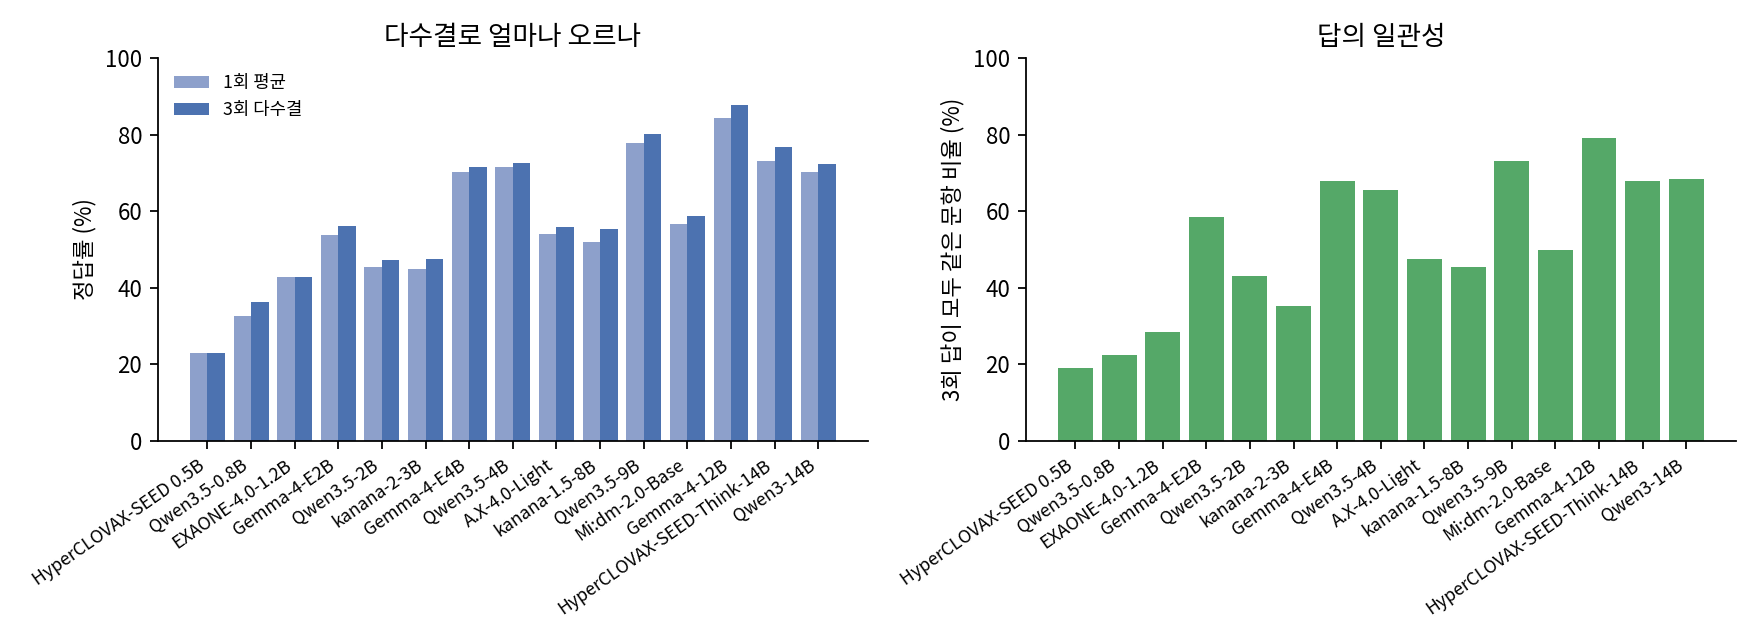 다수결로 얼마나 오르나
1회 평균
3회 다수결
정답률 (%)
100
80
60
40
20
0
HyperCLOVAX-SEED 0.5B
Qwen3.5-0.8B
EXAONE-4.0-1.2B
Gemma-4-E2B
Qwen3.5-2B
kanana-2-3B
Gemma-4-E4B
Qwen3.5-4B
A.X-4.0-Light
kanana-1.5-8B
Qwen3.5-9B
Mi:dm-2.0-Base
Gemma-4-12B
HyperCLOVAX-SEED-Think-14B
Qwen3-14B
답의 일관성
3회 답이 모두 같은 문항 비율 (%)
100
80
60
40
20
0
HyperCLOVAX-SEED 0.5B
Qwen3.5-0.8B
EXAONE-4.0-1.2B
Gemma-4-E2B
Qwen3.5-2B
kanana-2-3B
Gemma-4-E4B
Qwen3.5-4B
A.X-4.0-Light
kanana-1.5-8B
Qwen3.5-9B
Mi:dm-2.0-Base
Gemma-4-12B
HyperCLOVAX-SEED-Think-14B
Qwen3-14B